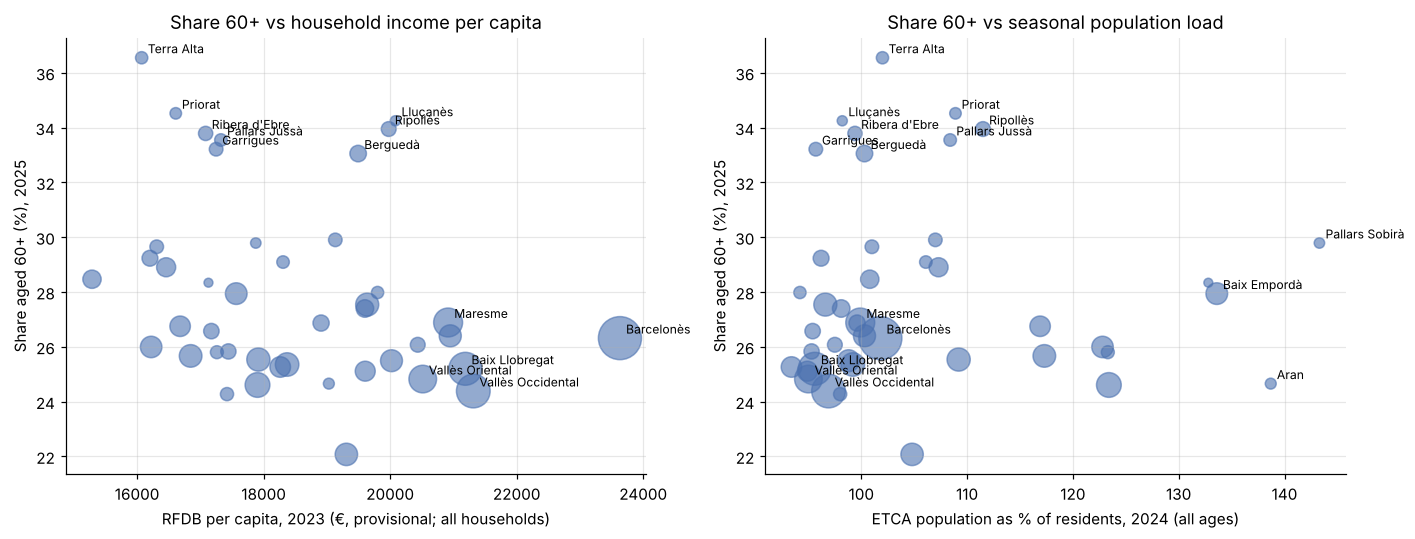 Share 60+ vs household income per capita
Share aged 60+ (%), 2025
36
34
32
30
28
26
24
22
Terra Alta
Priorat
Lluçanès
Ripollès
Ribera d'Ebre
Pallars Jussà
Garrigues
Berguedà
Maresme
Barcelonès
Baix Llobregat
Vallès Oriental
Vallès Occidental
16000 18000 20000 22000 24000
RFDB per capita, 2023 (€, provisional; all households)
Share 60+ vs seasonal population load
Share aged 60+ (%), 2025
36
34
32
30
28
26
24
22
Terra Alta
Priorat
Lluçanès
Ripollès
Ribera d'Ebre
Pallars Jussà
Garrigues
Berguedà
Pallars Sobirà
Baix Empordà
Maresme
Barcelonès
Baix Llobregat
Vallès Oriental
Aran
Vallès Occidental
100 110 120 130 140
ETCA population as % of residents, 2024 (all ages)